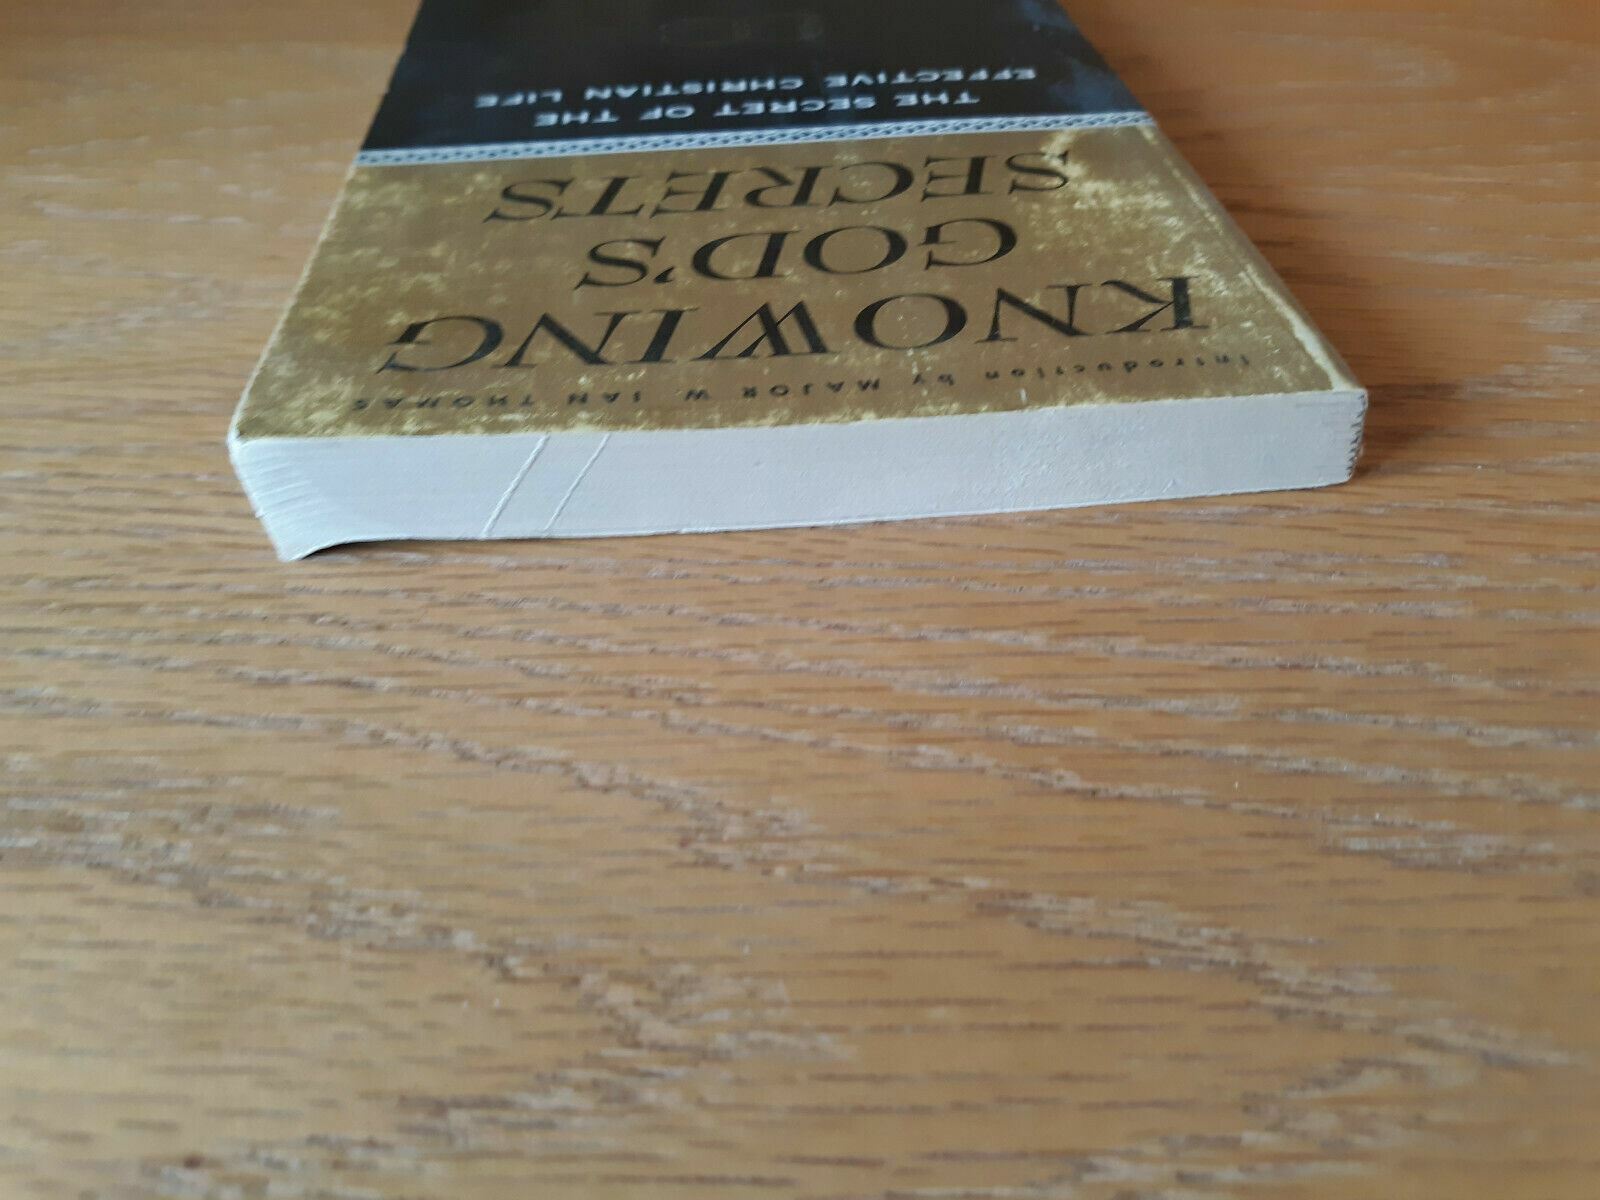 Introduction by MAJOR W. IAN THOMAS
KNOWING
GOD'S
SECRETS
THE SECRET OF THE
EFFECTIVE CHRISTIAN LIFE